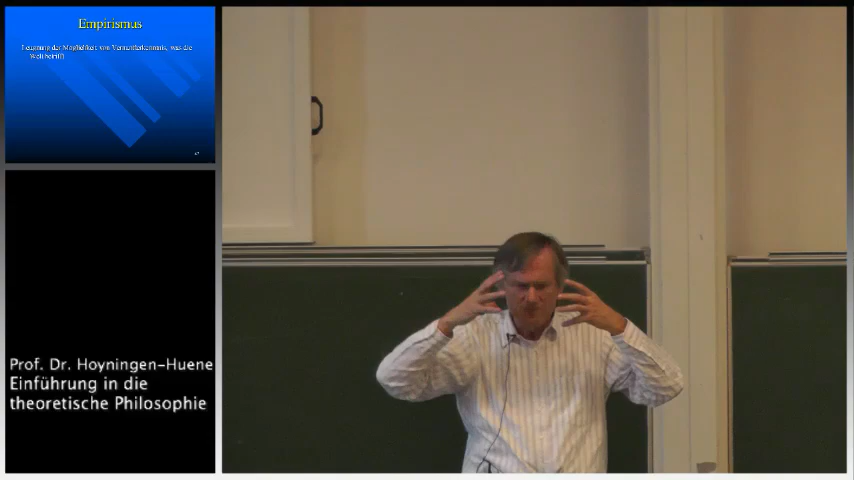 Empirismus
Leugnung der Möglichkeit von Vernunfterkenntnis, was die
Welt betrifft
47
Prof. Dr. Hoyningen-Huene
Einführung in die
theoretische Philosophie